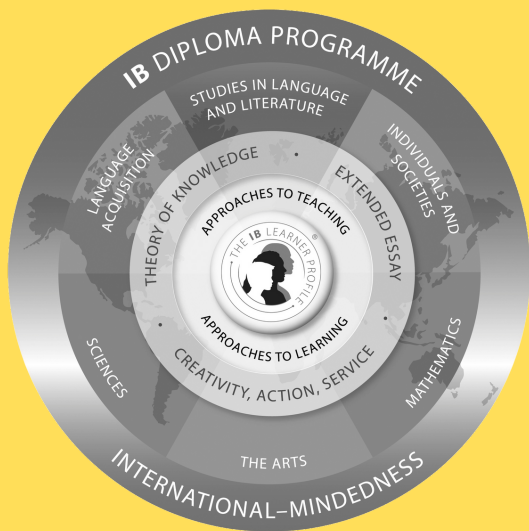 IB DIPLOMA PROGRAMME
STUDIES IN LANGUAGE
AND LITERATURE
LANGUAGE
ACQUISITION
INDIVIDUALS AND
SOCIETIES
THEORY OF KNOWLEDGE
EXTENDED ESSAY
APPROACHES TO TEACHING
THE IB LEARNER PROFILE ®
APPROACHES TO LEARNING
CREATIVITY, ACTION, SERVICE
SCIENCES
MATHEMATICS
THE ARTS
INTERNATIONAL–MINDEDNESS